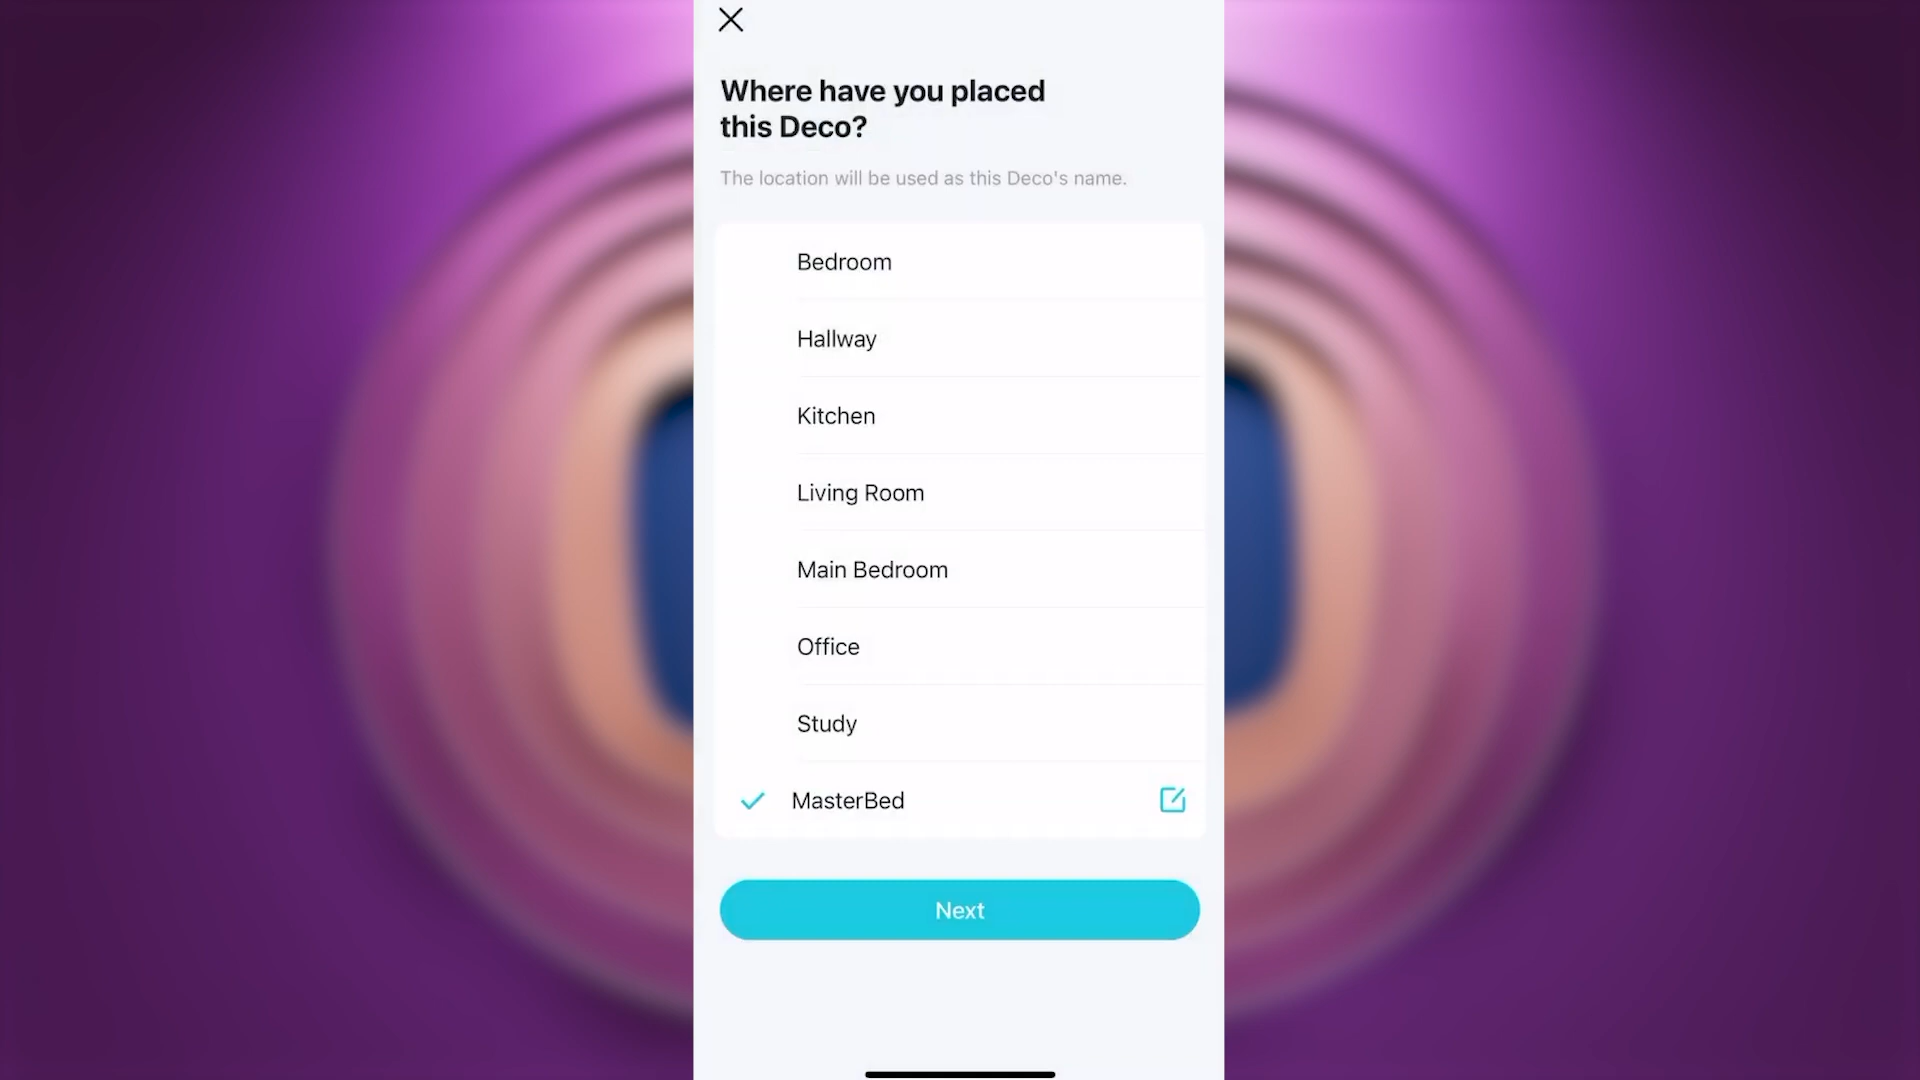 Where have you placed
this Deco?
The location will be used as this Deco's name.
Bedroom
Hallway
Kitchen
Living Room
Main Bedroom
Office
Study
MasterBed
Next